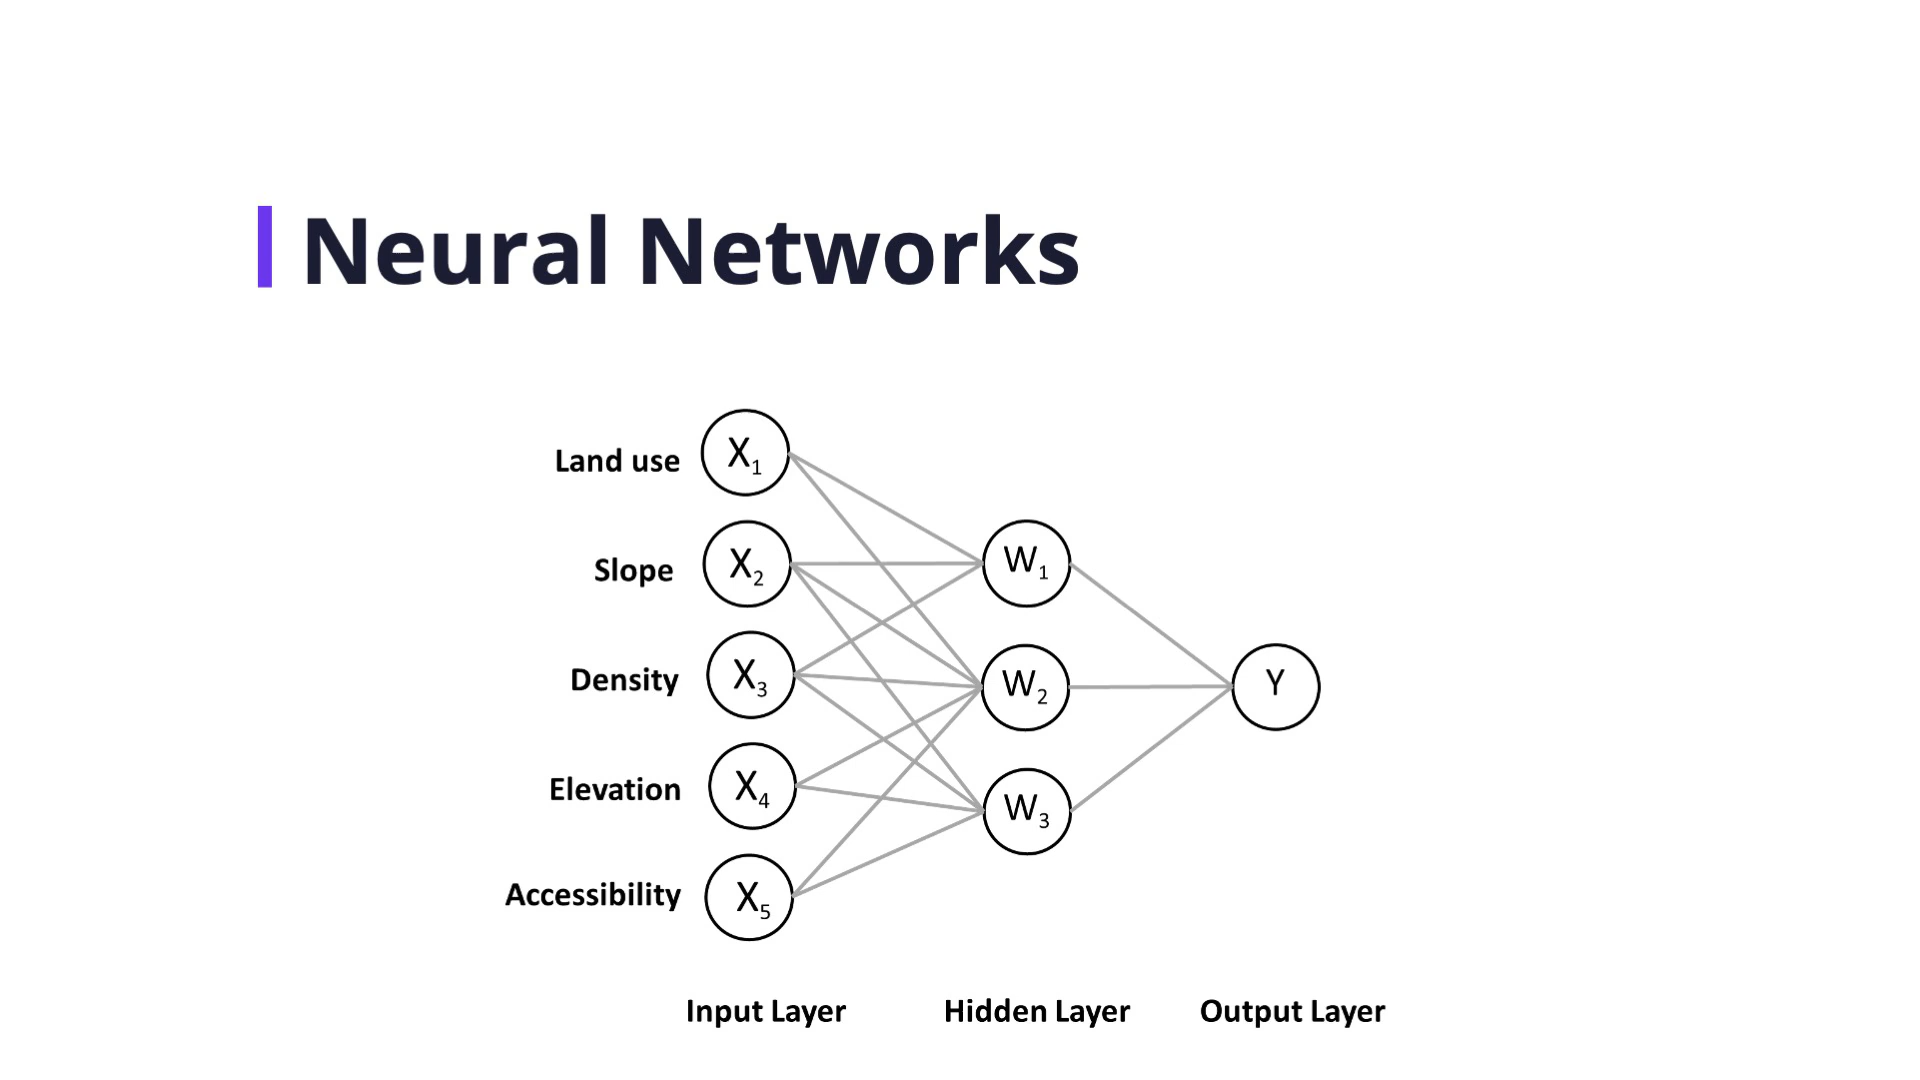 Neural Networks
Land use X₁
Slope X₂
Density X₃
Elevation X₄
Accessibility X₅
W₁
W₂
W₃
Y
Input Layer Hidden Layer Output Layer